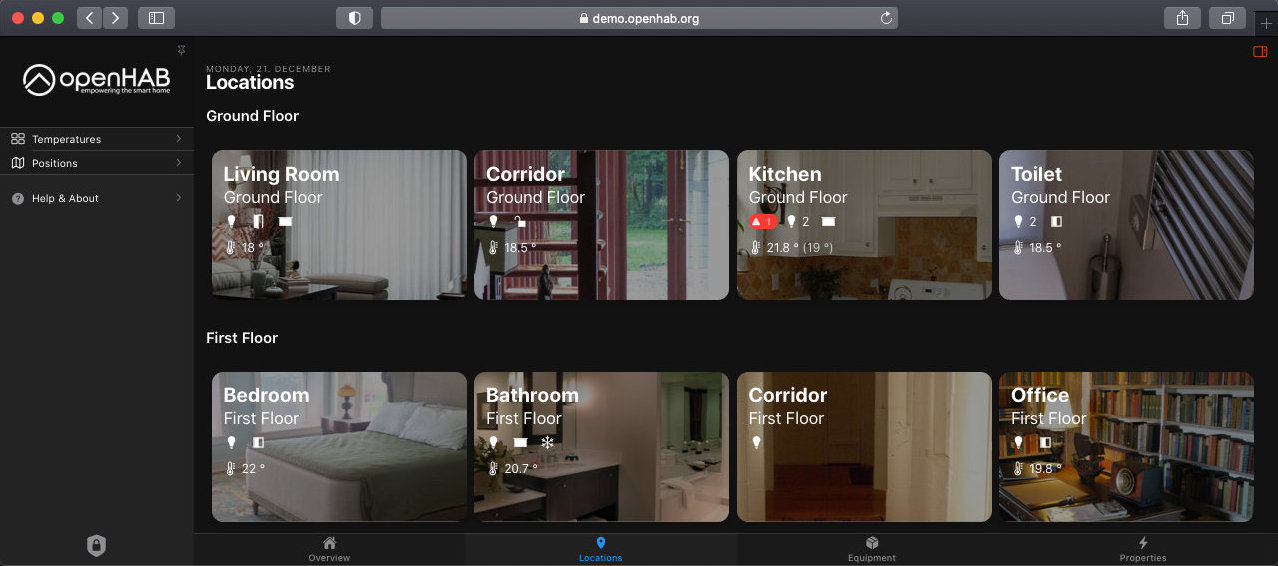 demo.openhab.org
openHAB
empowering the smart home
Temperatures
Positions
Help & About
MONDAY, 21. DECEMBER
Locations
Ground Floor
Living Room
Ground Floor
18 °
Corridor
Ground Floor
18.5 °
Kitchen
Ground Floor
1 2
21.8 ° (19 °)
Toilet
Ground Floor
2
18.5 °
First Floor
Bedroom
First Floor
22 °
Bathroom
First Floor
20.7 °
Corridor
First Floor
Office
First Floor
19.8 °
Overview
Locations
Equipment
Properties